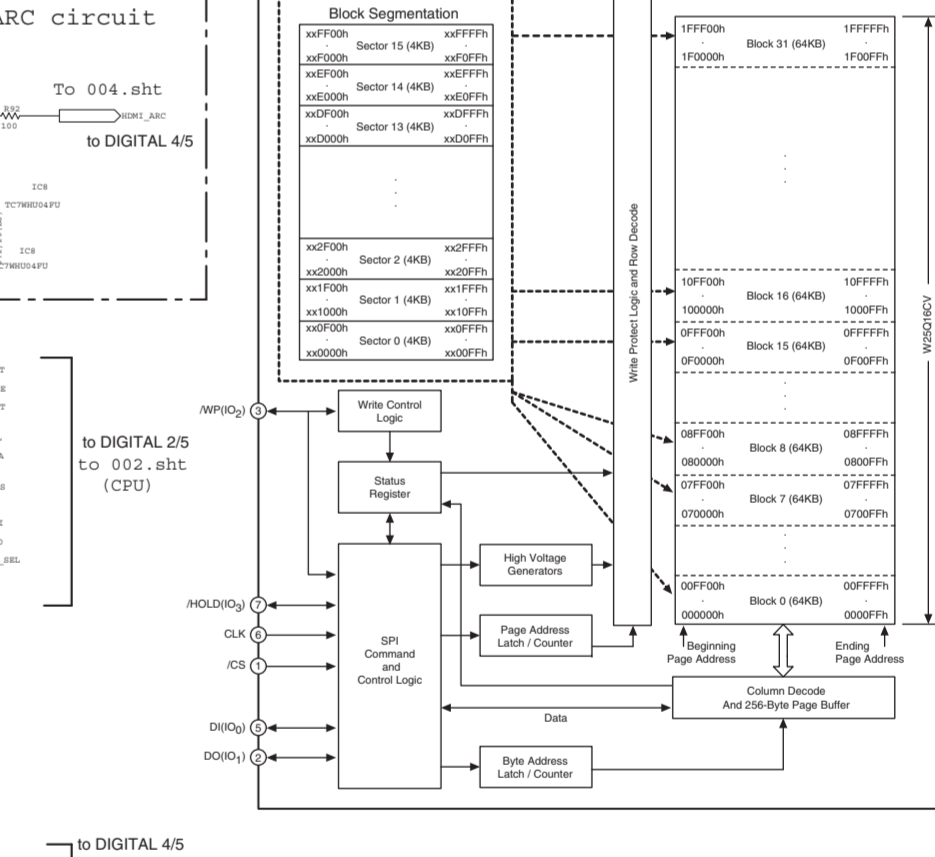 ARC circuit
To 004.sht
R92
100
HDMI_ARC
to DIGITAL 4/5
IC8
TC7WHU04FU
IC8
C7WHU04FU
to DIGITAL 2/5
to 002.sht
(CPU)
_SEL
to DIGITAL 4/5
Block Segmentation
xxFF00h xxFFFFh
Sector 15 (4KB)
xxF000h xxF0FFh
xxEF00h xxEFFFh
Sector 14 (4KB)
xxE000h xxE0FFh
xxDF00h xxDFFFh
Sector 13 (4KB)
xxD000h xxD0FFh
xx2F00h xx2FFFh
Sector 2 (4KB)
xx2000h xx20FFh
xx1F00h xx1FFFh
Sector 1 (4KB)
xx1000h xx10FFh
xx0F00h xx0FFFh
Sector 0 (4KB)
xx0000h xx00FFh
Write Protect Logic and Row Decode
1FFF00h 1FFFFFh
Block 31 (64KB)
1F0000h 1F00FFh
10FF00h 10FFFFh
Block 16 (64KB)
100000h 1000FFh
0FFF00h 0FFFFFh
Block 15 (64KB)
0F0000h 0F00FFh
08FF00h 08FFFFh
Block 8 (64KB)
080000h 0800FFh
07FF00h 07FFFFh
Block 7 (64KB)
070000h 0700FFh
00FF00h 00FFFFh
Block 0 (64KB)
000000h 0000FFh
W25Q16CV
Beginning
Page Address
Ending
Page Address
/WP(IO2) 3
/HOLD(IO3) 7
CLK 6
/CS 1
DI(IO0) 5
DO(IO1) 2
Write Control
Logic
Status
Register
SPI
Command
and
Control Logic
High Voltage
Generators
Page Address
Latch / Counter
Column Decode
And 256-Byte Page Buffer
Data
Byte Address
Latch / Counter